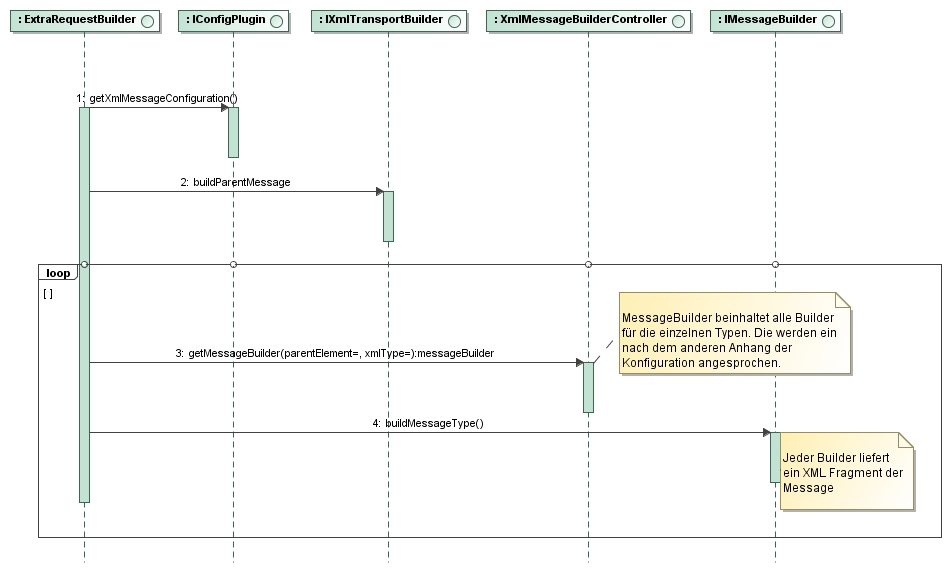 : ExtraRequestBuilder
: IConfigPlugin
: IXmlTransportBuilder
: XmlMessageBuilderController
: IMessageBuilder
1: getXmlMessageConfiguration()
2: buildParentMessage
loop
[ ]
MessageBuilder beinhaltet alle Builder
für die einzelnen Typen. Die werden ein
nach dem anderen Anhang der
Konfiguration angesprochen.
3: getMessageBuilder(parentElement=, xmlType=):messageBuilder
4: buildMessageType()
Jeder Builder liefert
ein XML Fragment der
Message